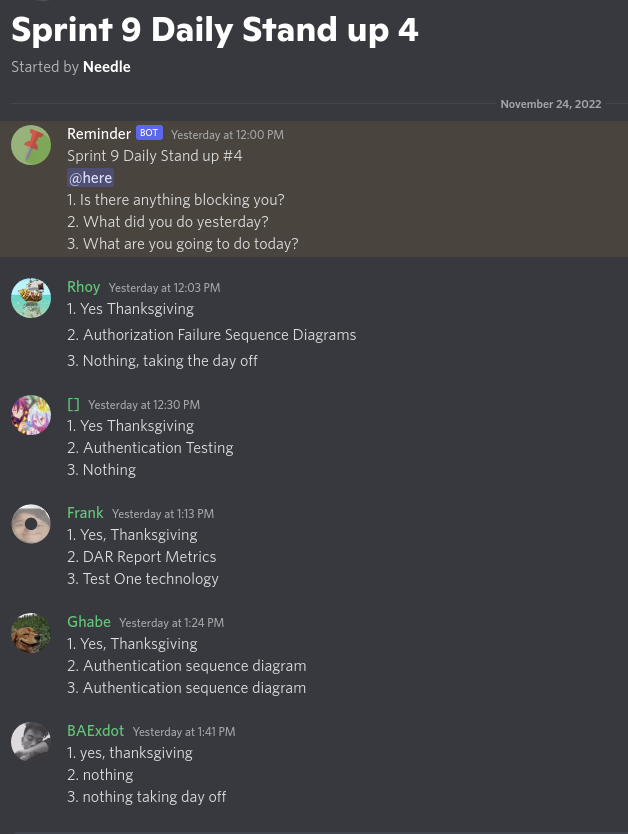 Sprint 9 Daily Stand up 4
Started by Needle
November 24, 2022
Reminder BOT Yesterday at 12:00 PM
Sprint 9 Daily Stand up #4
@here
1. Is there anything blocking you?
2. What did you do yesterday?
3. What are you going to do today?
Rhoy Yesterday at 12:03 PM
1. Yes Thanksgiving
2. Authorization Failure Sequence Diagrams
3. Nothing, taking the day off
[] Yesterday at 12:30 PM
1. Yes Thanksgiving
2. Authentication Testing
3. Nothing
Frank Yesterday at 1:13 PM
1. Yes, Thanksgiving
2. DAR Report Metrics
3. Test One technology
Ghabe Yesterday at 1:24 PM
1. Yes, Thanksgiving
2. Authentication sequence diagram
3. Authentication sequence diagram
BAExdot Yesterday at 1:41 PM
1. yes, thanksgiving
2. nothing
3. nothing taking day off